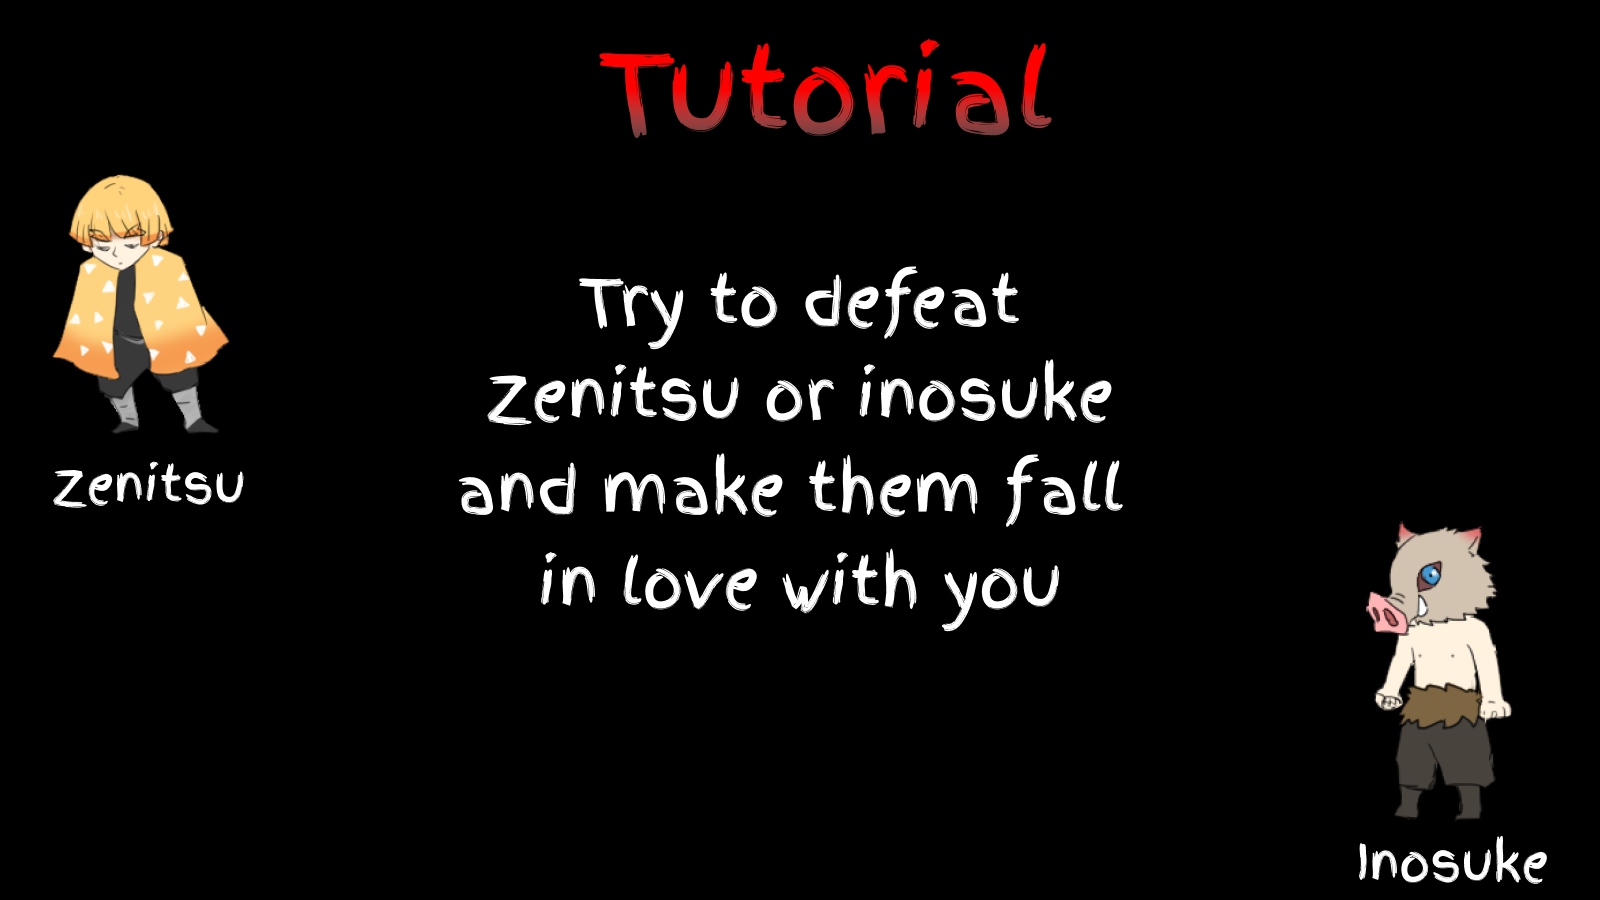 Tutorial
Try to defeat
Zenitsu or inosuke
and make them fall
in love with you
Zenitsu
Inosuke